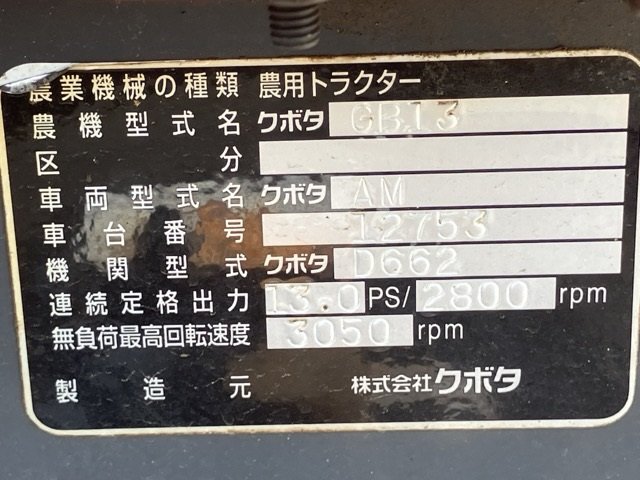 農業機械の種類 農用トラクター
農機型式名 クボタ GB13
区分
車両型式名 クボタ AM
車台番号 12753
機関型式 クボタ D662
連続定格出力 13.0 PS/2800 rpm
無負荷最高回転速度 3050 rpm
製造元 株式会社クボタ